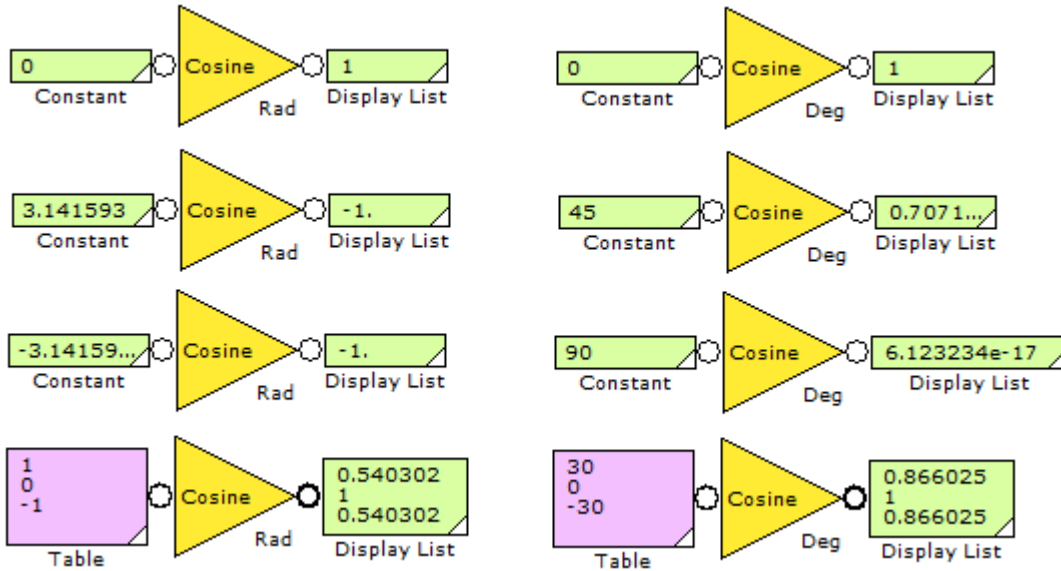 0
Cosine
1
Constant
Rad
Display List
0
Cosine
1
Constant
Deg
Display List
3.141593
Cosine
-1.
Constant
Rad
Display List
45
Cosine
0.7071...
Constant
Deg
Display List
-3.14159...
Cosine
-1.
Constant
Rad
Display List
90
Cosine
6.123234e-17
Constant
Deg
Display List
1
0
-1
Cosine
0.540302
1
0.540302
Table
Rad
Display List
30
0
-30
Cosine
0.866025
1
0.866025
Table
Deg
Display List